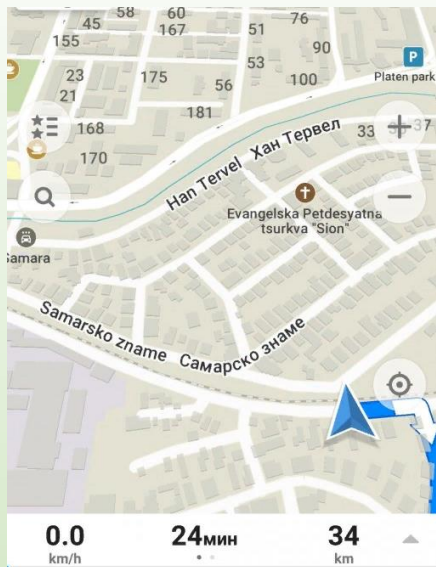 58
60
76
45
167
51
155
90
53
23
175
56
100
Platen park
21
181
168
33
37
170
Han Tervel Хан Тервел
Evangelska Petdesyatna
tsurkva "Sion"
Samara
Samarsko zname Самарско знаме
0.0
km/h
24мин
34
km